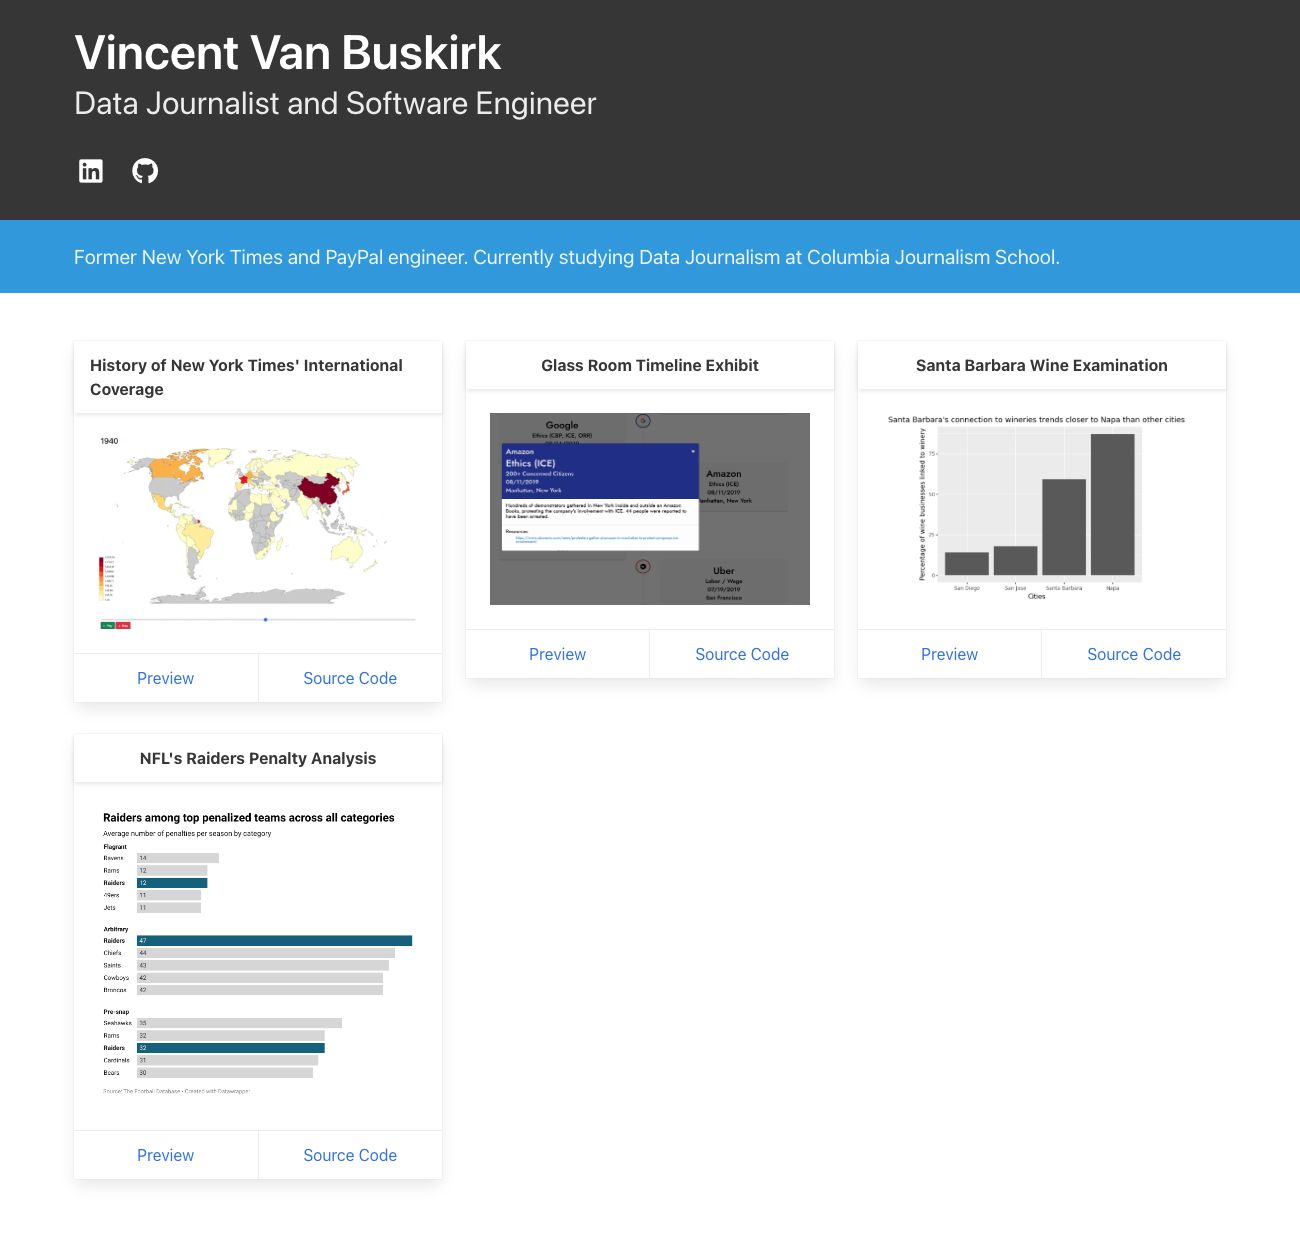 Vincent Van Buskirk
Data Journalist and Software Engineer
Former New York Times and PayPal engineer. Currently studying Data Journalism at Columbia Journalism School.
History of New York Times' International
Coverage
1940
Preview
Source Code
Glass Room Timeline Exhibit
Google
Ethics (CBP, ICE, ORR)
Amazon
Ethics (ICE)
200+ Concerned Citizens
08/11/2019
Manhattan, New York
Hundreds of demonstrators gathered in New York inside and outside an Amazon
Books, protesting the company's involvement with ICE. 44 people were reported to
have been arrested.
Resources:
Amazon
Ethics (ICE)
08/11/2019
Manhattan, New York
Uber
Labor / Wage
07/19/2019
San Francisco
Preview
Source Code
Santa Barbara Wine Examination
Santa Barbara's connection to wineries trends closer to Napa than other cities
Percentage of wine businesses linked to winery
75
50
25
0
San Diego
San Jose
Santa Barbara
Napa
Cities
Preview
Source Code
NFL's Raiders Penalty Analysis
Raiders among top penalized teams across all categories
Average number of penalties per season by category
Flagrant
Ravens 14
Rams 12
Raiders 12
49ers 11
Jets 11
Arbitrary
Raiders 47
Chiefs 44
Saints 43
Cowboys 42
Broncos 42
Pre-snap
Seahawks 35
Rams 32
Raiders 32
Cardinals 31
Bears 30
Source: The Football Database • Created with Datawrapper
Preview
Source Code